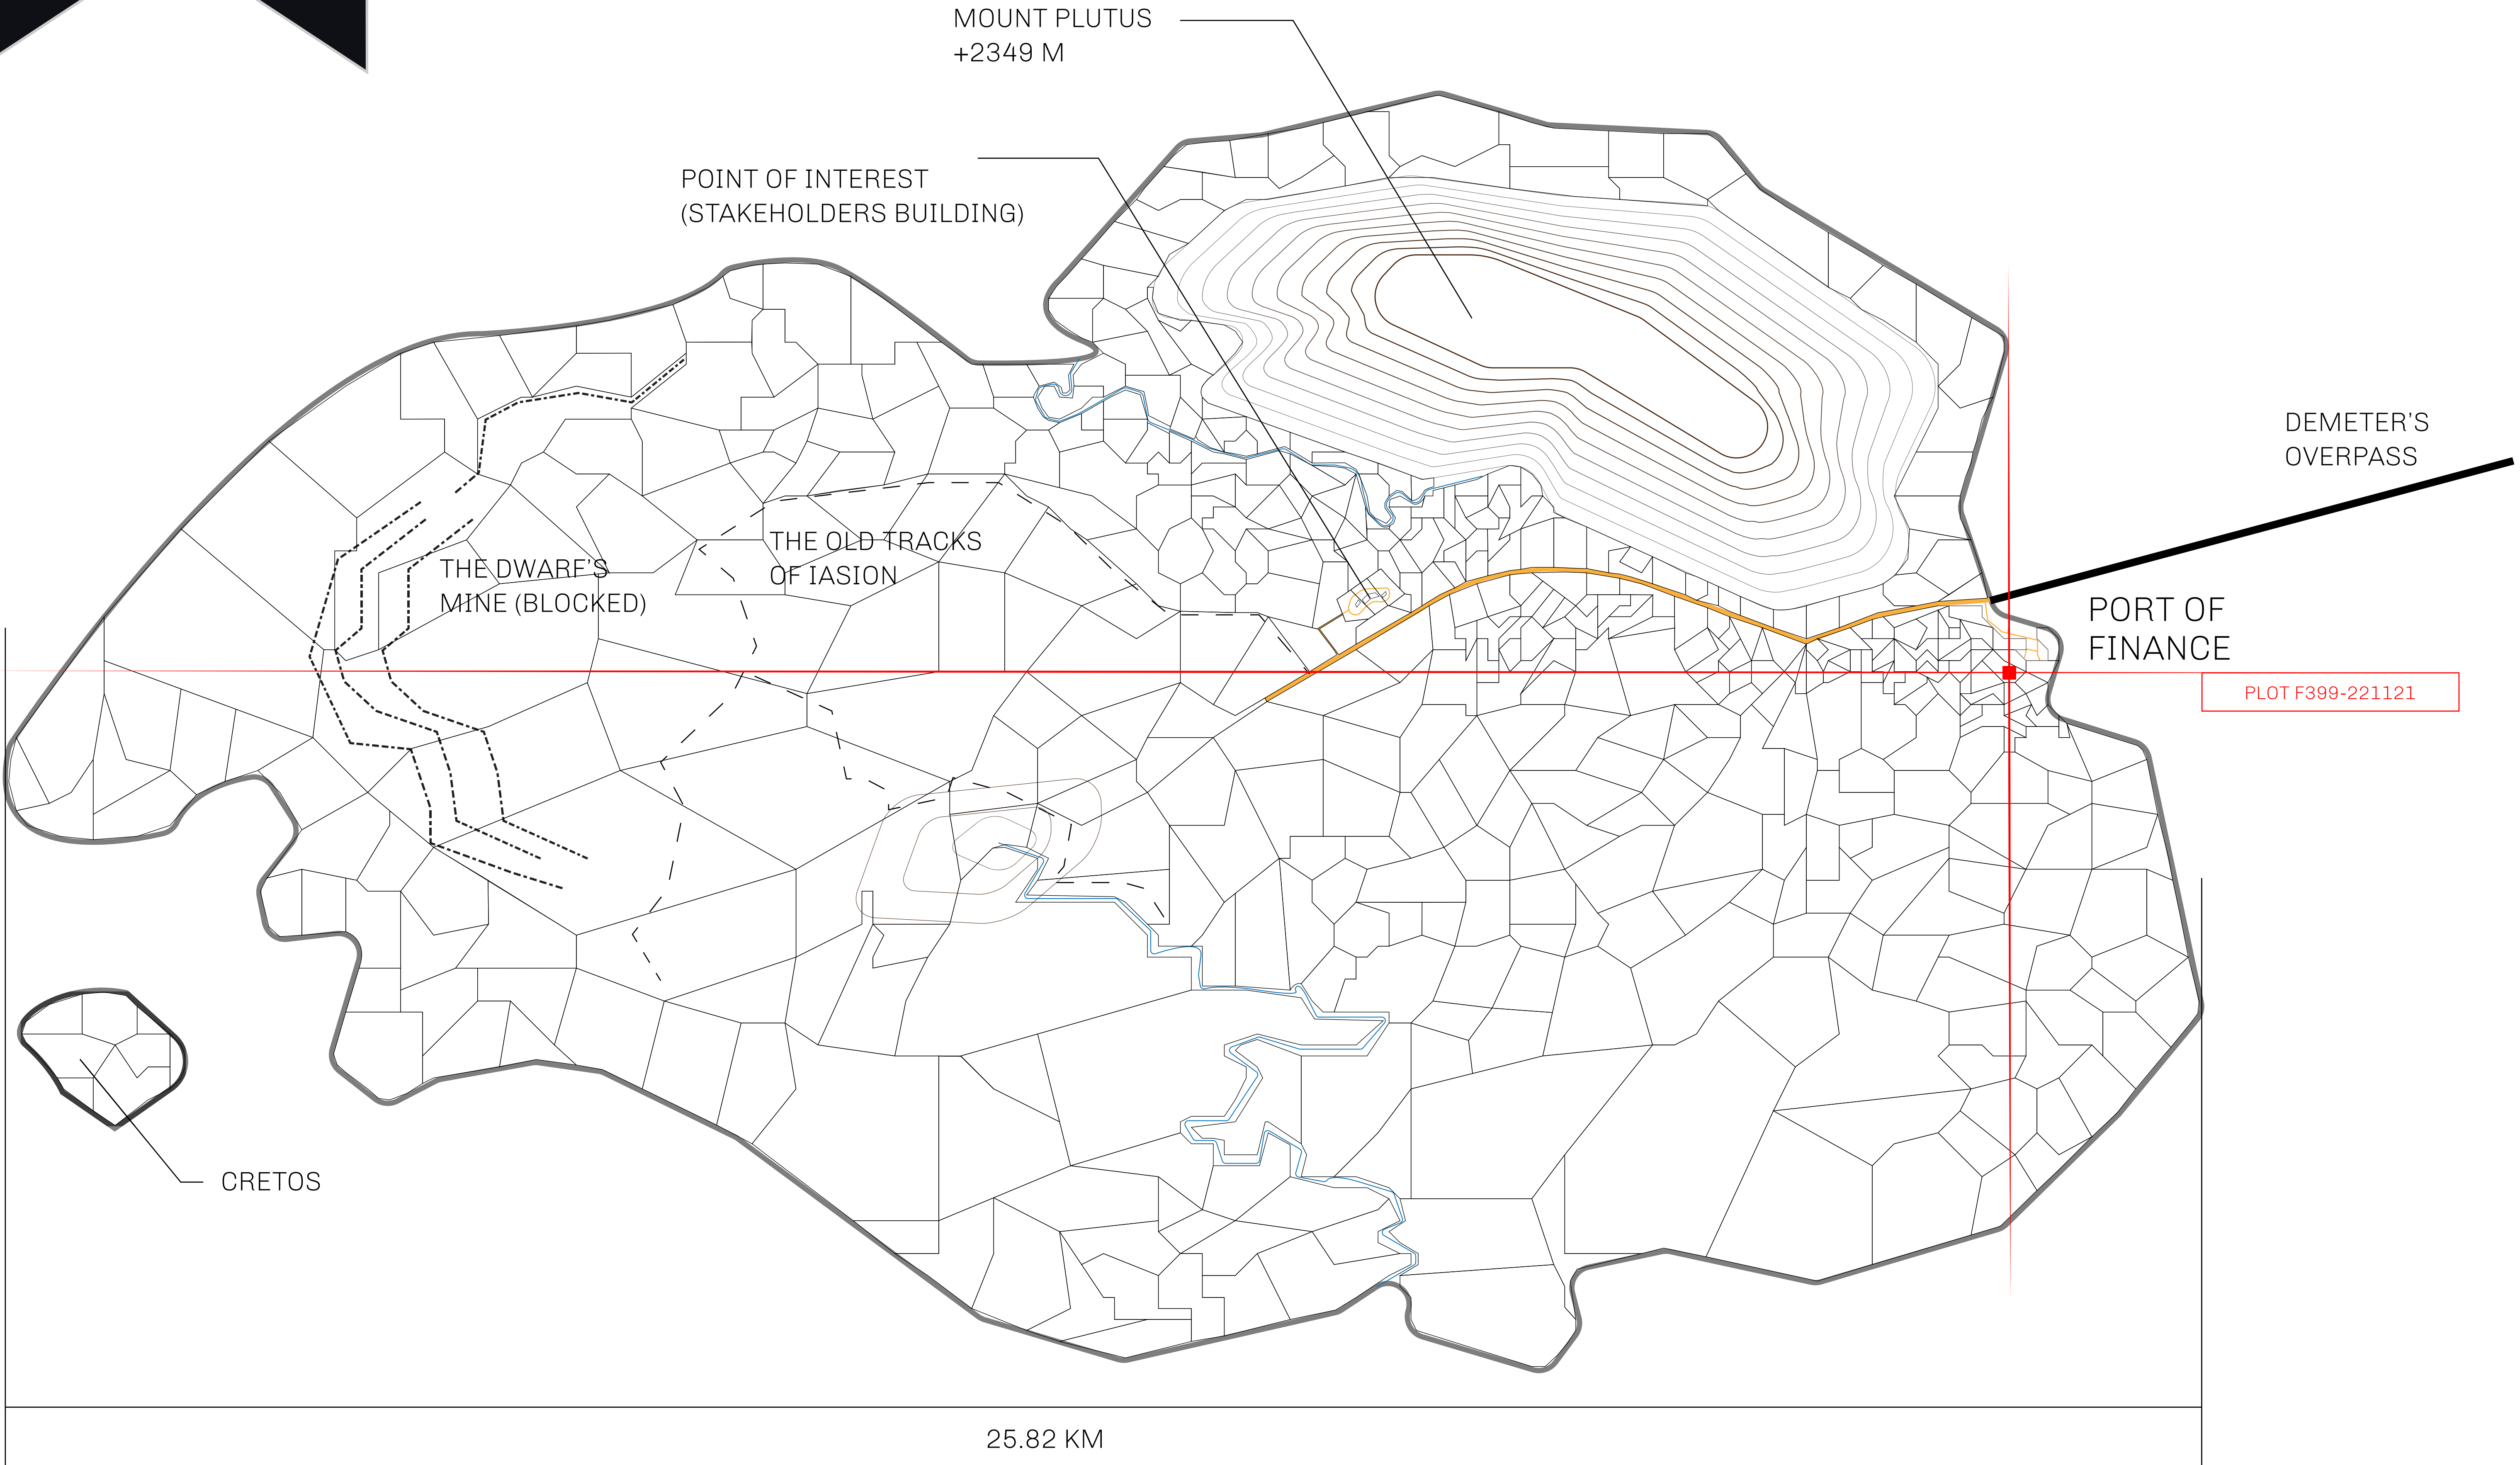 MOUNT PLUTUS
+2349 M
POINT OF INTEREST
(STAKEHOLDERS BUILDING)
DEMETER'S
OVERPASS
THE OLD TRACKS
OF IASION
THE DWARF'S
MINE (BLOCKED)
PORT OF
FINANCE
PLOT F399-221121
CRETOS
25.82 KM